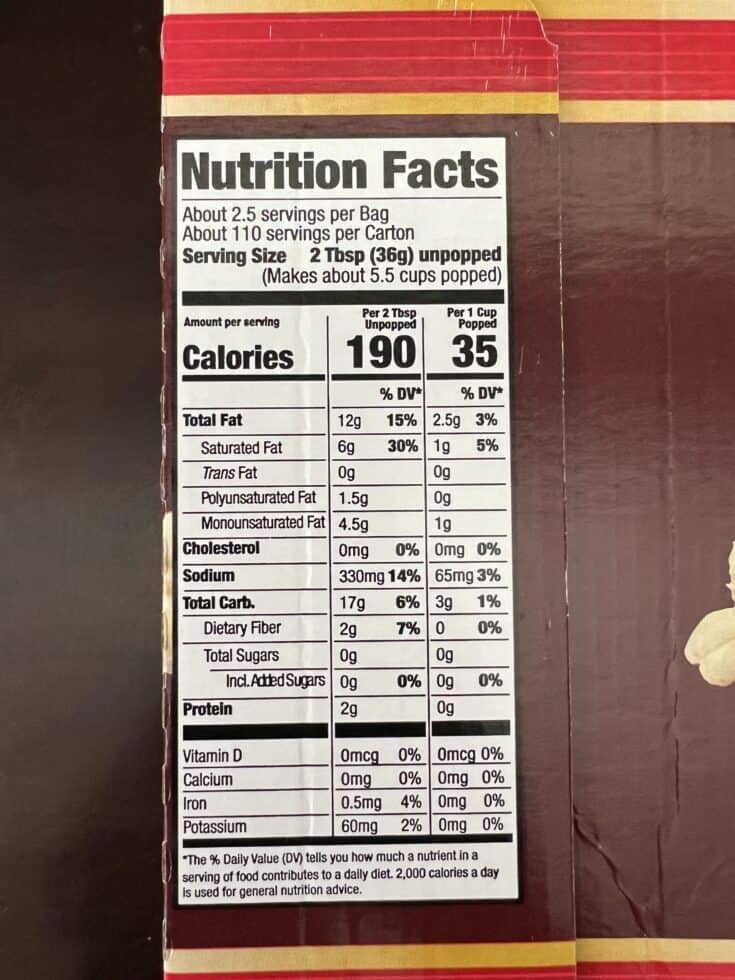 Nutrition Facts
About 2.5 servings per Bag
About 110 servings per Carton
Serving Size 2 Tbsp (36g) unpopped
(Makes about 5.5 cups popped)
Amount per serving Per 2 Tbsp Unpopped Per 1 Cup Popped
Calories 190 35
% DV* % DV*
Total Fat 12g 15% 2.5g 3%
Saturated Fat 6g 30% 1g 5%
Trans Fat 0g 0g
Polyunsaturated Fat 1.5g 0g
Monounsaturated Fat 4.5g 1g
Cholesterol 0mg 0% 0mg 0%
Sodium 330mg 14% 65mg 3%
Total Carb. 17g 6% 3g 1%
Dietary Fiber 2g 7% 0 0%
Total Sugars 0g 0g
Incl. Added Sugars 0g 0% 0g 0%
Protein 2g 0g
Vitamin D 0mcg 0% 0mcg 0%
Calcium 0mg 0% 0mg 0%
Iron 0.5mg 4% 0mg 0%
Potassium 60mg 2% 0mg 0%
*The % Daily Value (DV) tells you how much a nutrient in a
serving of food contributes to a daily diet. 2,000 calories a day
is used for general nutrition advice.